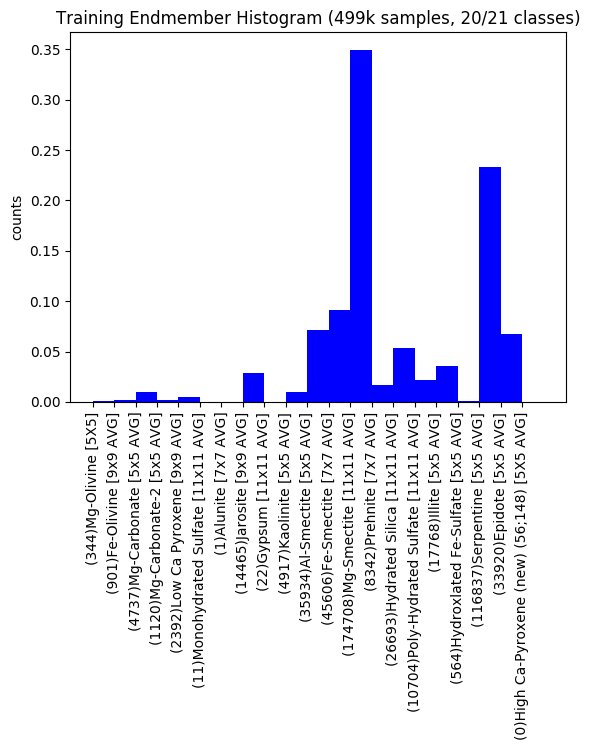 Training Endmember Histogram (499k samples, 20/21 classes)
0.35
0.30
0.25
0.20
0.15
0.10
0.05
0.00
counts
(344)Mg-Olivine [5X5]
(901)Fe-Olivine [9x9 AVG]
(4737)Mg-Carbonate [5x5 AVG]
(1120)Mg-Carbonate-2 [5x5 AVG]
(2392)Low Ca Pyroxene [9x9 AVG]
(11)Monohydrated Sulfate [11x11 AVG]
(1)Alunite [7x7 AVG]
(14465)Jarosite [9x9 AVG]
(22)Gypsum [11x11 AVG]
(4917)Kaolinite [5x5 AVG]
(35934)Al-Smectite [5x5 AVG]
(45606)Fe-Smectite [7x7 AVG]
(174708)Mg-Smectite [11x11 AVG]
(8342)Prehnite [7x7 AVG]
(26693)Hydrated Silica [11x11 AVG]
(10704)Poly-Hydrated Sulfate [11x11 AVG]
(17768)Illite [5x5 AVG]
(564)Hydroxlated Fe-Sulfate [5x5 AVG]
(116837)Serpentine [5x5 AVG]
(33920)Epidote [5x5 AVG]
(0)High Ca-Pyroxene (new) (56;148) [5X5 AVG]